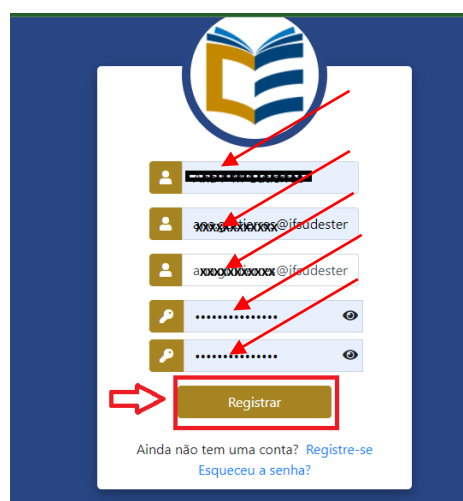 @ifsudester
@ifsudester
Registrar
Ainda não tem uma conta? Registre-se
Esqueceu a senha?